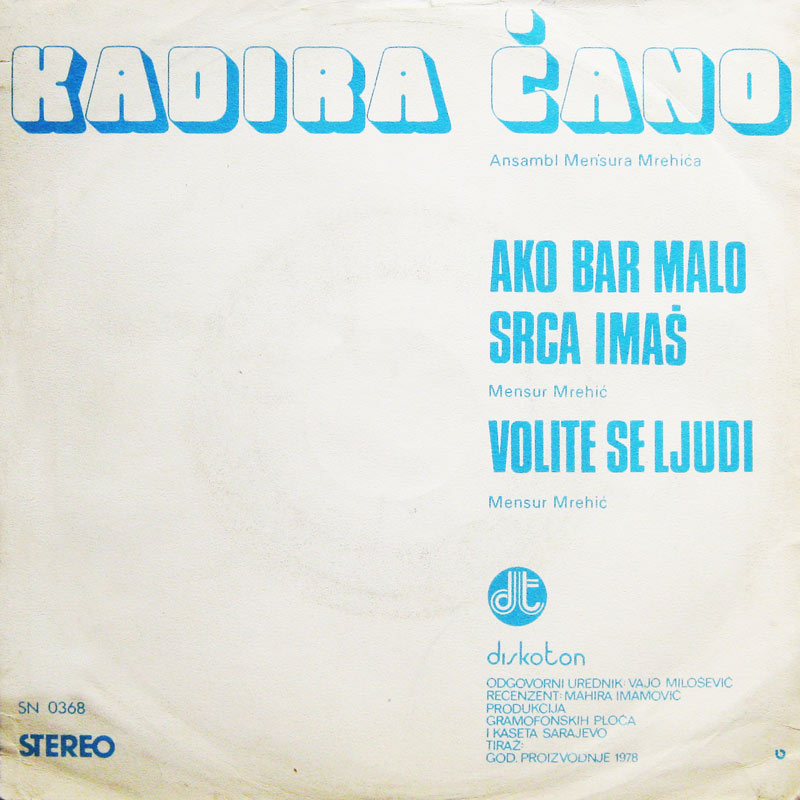 KADIRA ČANO
Ansambl Mensura Mrehića
AKO BAR MALO
SRCA IMAŠ
Mensur Mrehić
VOLITE SE LJUDI
Mensur Mrehić
dt
diskoton
ODGOVORNI UREDNIK: VAJO MILOŠEVIĆ
RECENZENT: MAHIRA IMAMOVIĆ
PRODUKCIJA
GRAMOFONSKIH PLOČA
I KASETA SARAJEVO
TIRAŽ:
GOD. PROIZVODNJE 1978
SN 0368
STEREO